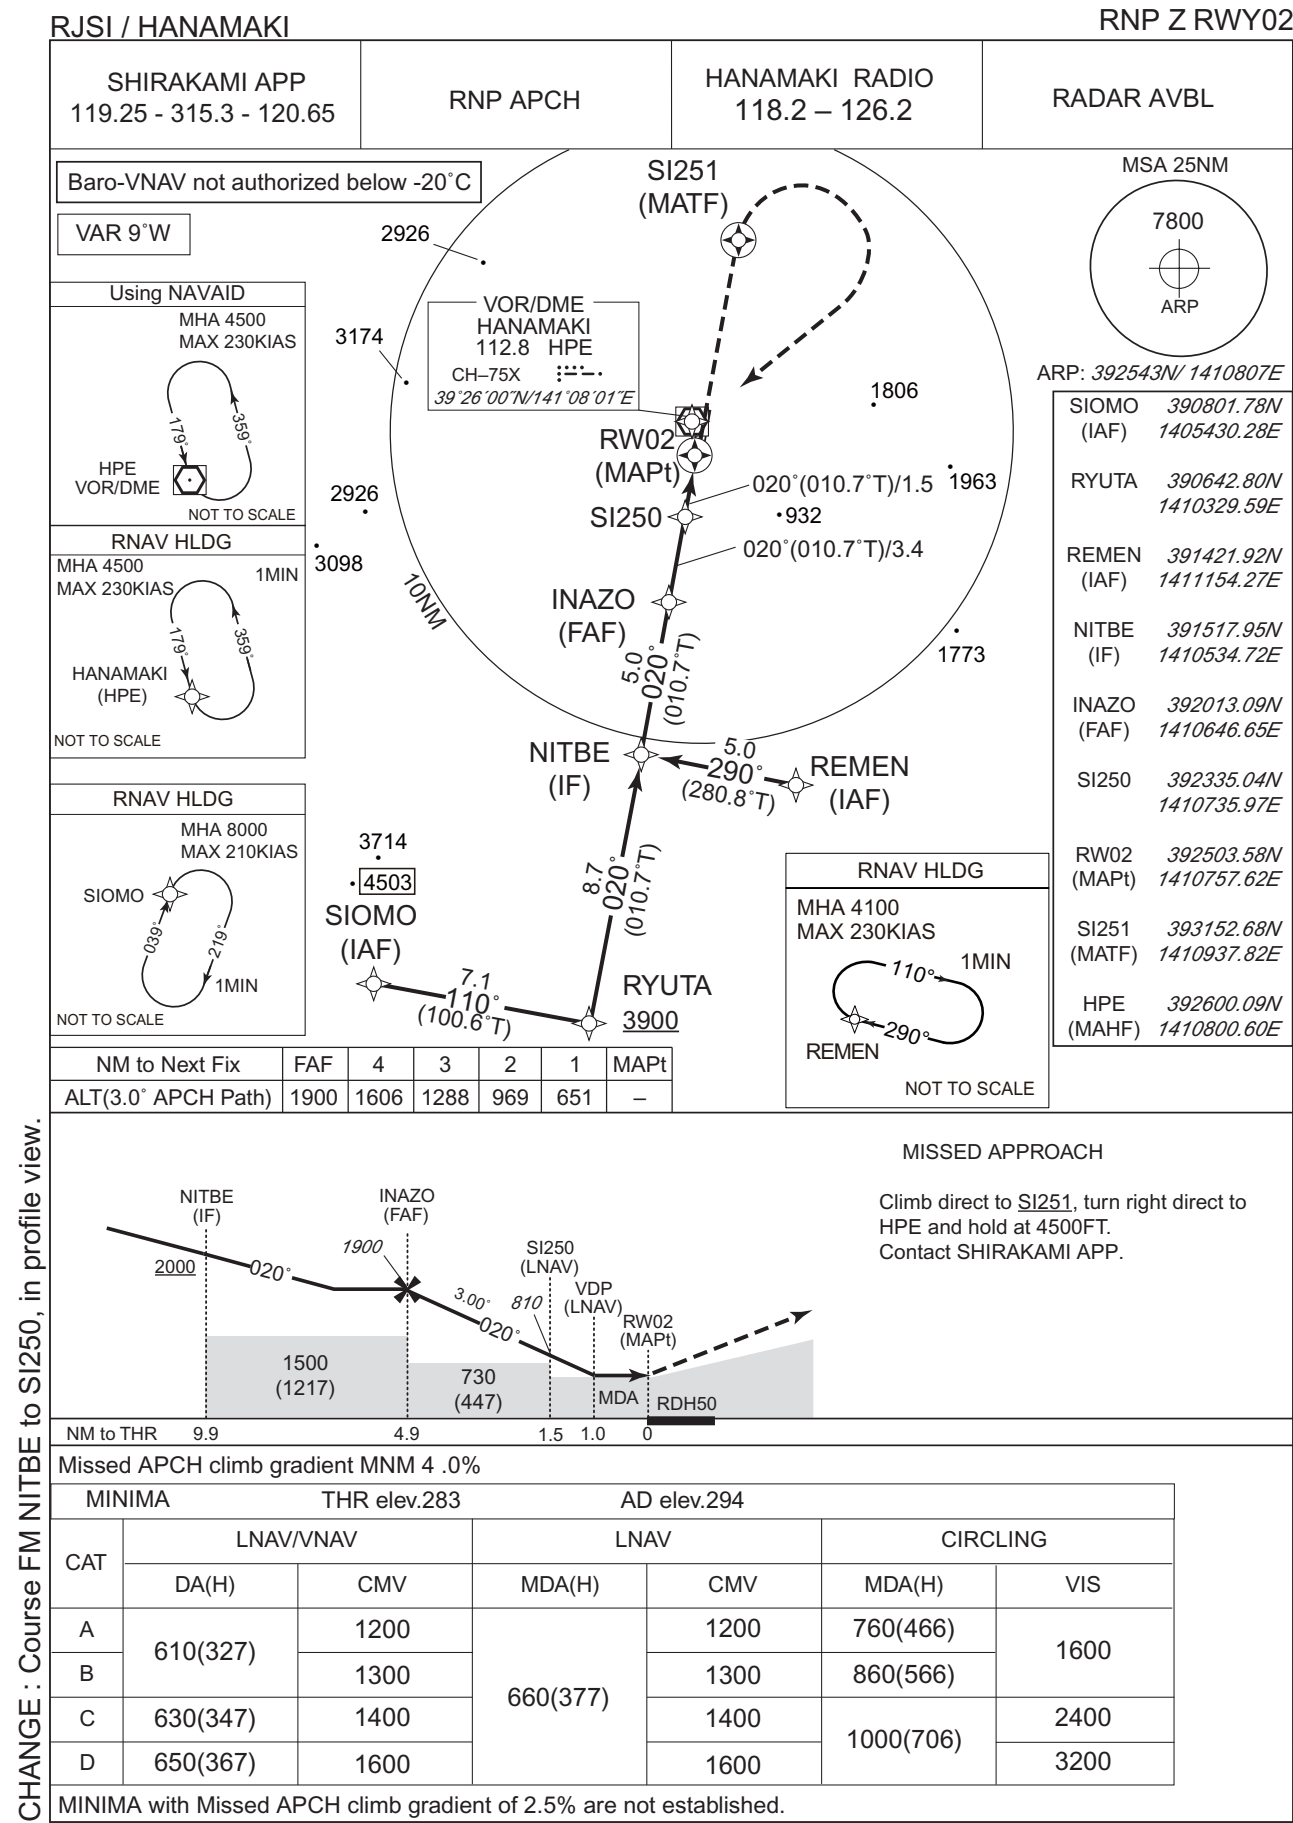 RJSI / HANAMAKI
RNP Z RWY02
SHIRAKAMI APP
119.25 - 315.3 - 120.65
RNP APCH
HANAMAKI RADIO
118.2 – 126.2
RADAR AVBL
Baro-VNAV not authorized below -20˚C
VAR 9˚W
SI251
(MATF)
MSA 25NM
7800
ARP
ARP: 392543N/ 1410807E
2926
3174
VOR/DME
HANAMAKI
112.8 HPE
CH–75X
39˚26´00˝N/141˚08´01˝E
1806
Using NAVAID
MHA 4500
MAX 230KIAS
179˚
359˚
HPE
VOR/DME
NOT TO SCALE
RNAV HLDG
MHA 4500
MAX 230KIAS
1MIN
179˚
359˚
HANAMAKI
(HPE)
NOT TO SCALE
RNAV HLDG
MHA 8000
MAX 210KIAS
SIOMO
039˚
219˚
1MIN
NOT TO SCALE
RW02
(MAPt)
020˚(010.7˚T)/1.5
1963
2926
SI250
932
3098
020˚(010.7˚T)/3.4
10NM
INAZO
(FAF)
1773
5.0
020˚
(010.7˚T)
NITBE
(IF)
5.0
290˚
(280.8˚T)
REMEN
(IAF)
3714
4503
SIOMO
(IAF)
8.7
020˚
(010.7˚T)
7.1
110˚
(100.6˚T)
RYUTA
3900
RNAV HLDG
MHA 4100
MAX 230KIAS
110˚
1MIN
290˚
REMEN
NOT TO SCALE
SIOMO 390801.78N
(IAF) 1405430.28E
RYUTA 390642.80N
1410329.59E
REMEN 391421.92N
(IAF) 1411154.27E
NITBE 391517.95N
(IF) 1410534.72E
INAZO 392013.09N
(FAF) 1410646.65E
SI250 392335.04N
1410735.97E
RW02 392503.58N
(MAPt) 1410757.62E
SI251 393152.68N
(MATF) 1410937.82E
HPE 392600.09N
(MAHF) 1410800.60E
NM to Next Fix FAF 4 3 2 1 MAPt
ALT(3.0˚ APCH Path) 1900 1606 1288 969 651 –
MISSED APPROACH
Climb direct to SI251, turn right direct to
HPE and hold at 4500FT.
Contact SHIRAKAMI APP.
NITBE
(IF)
INAZO
(FAF)
2000
020˚
1900
SI250
(LNAV)
3.00˚
020˚
810
VDP
(LNAV)
RW02
(MAPt)
1500
(1217)
730
(447)
MDA
RDH50
NM to THR 9.9 4.9 1.5 1.0 0
Missed APCH climb gradient MNM 4 .0%
MINIMA THR elev.283 AD elev.294
CAT LNAV/VNAV LNAV CIRCLING
DA(H) CMV MDA(H) CMV MDA(H) VIS
A 610(327) 1200 660(377) 1200 760(466) 1600
B 1300 1300 860(566)
C 630(347) 1400 1400 1000(706) 2400
D 650(367) 1600 1600 3200
MINIMA with Missed APCH climb gradient of 2.5% are not established.
CHANGE : Course FM NITBE to SI250, in profile view.